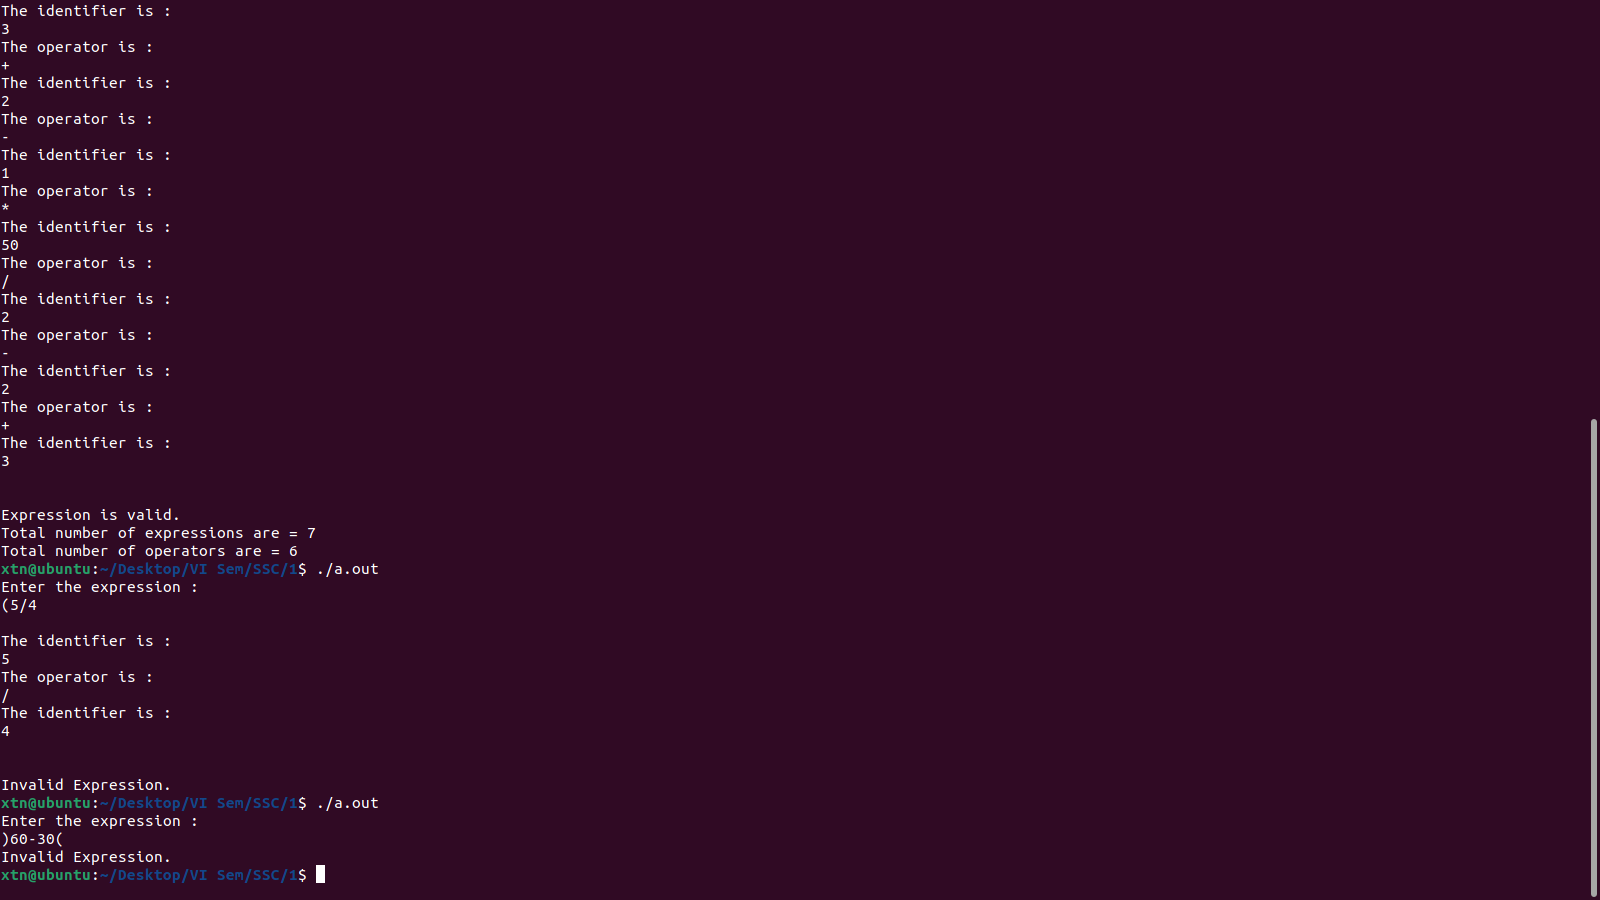 The identifier is :
3
The operator is :
+
The identifier is :
2
The operator is :
-
The identifier is :
1
The operator is :
*
The identifier is :
50
The operator is :
/
The identifier is :
2
The operator is :
-
The identifier is :
2
The operator is :
+
The identifier is :
3
Expression is valid.
Total number of expressions are = 7
Total number of operators are = 6
xtn@ubuntu:~/Desktop/VI Sem/SSC/1$ ./a.out
Enter the expression :
(5/4
The identifier is :
5
The operator is :
/
The identifier is :
4
Invalid Expression.
xtn@ubuntu:~/Desktop/VI Sem/SSC/1$ ./a.out
Enter the expression :
)60-30(
Invalid Expression.
xtn@ubuntu:~/Desktop/VI Sem/SSC/1$